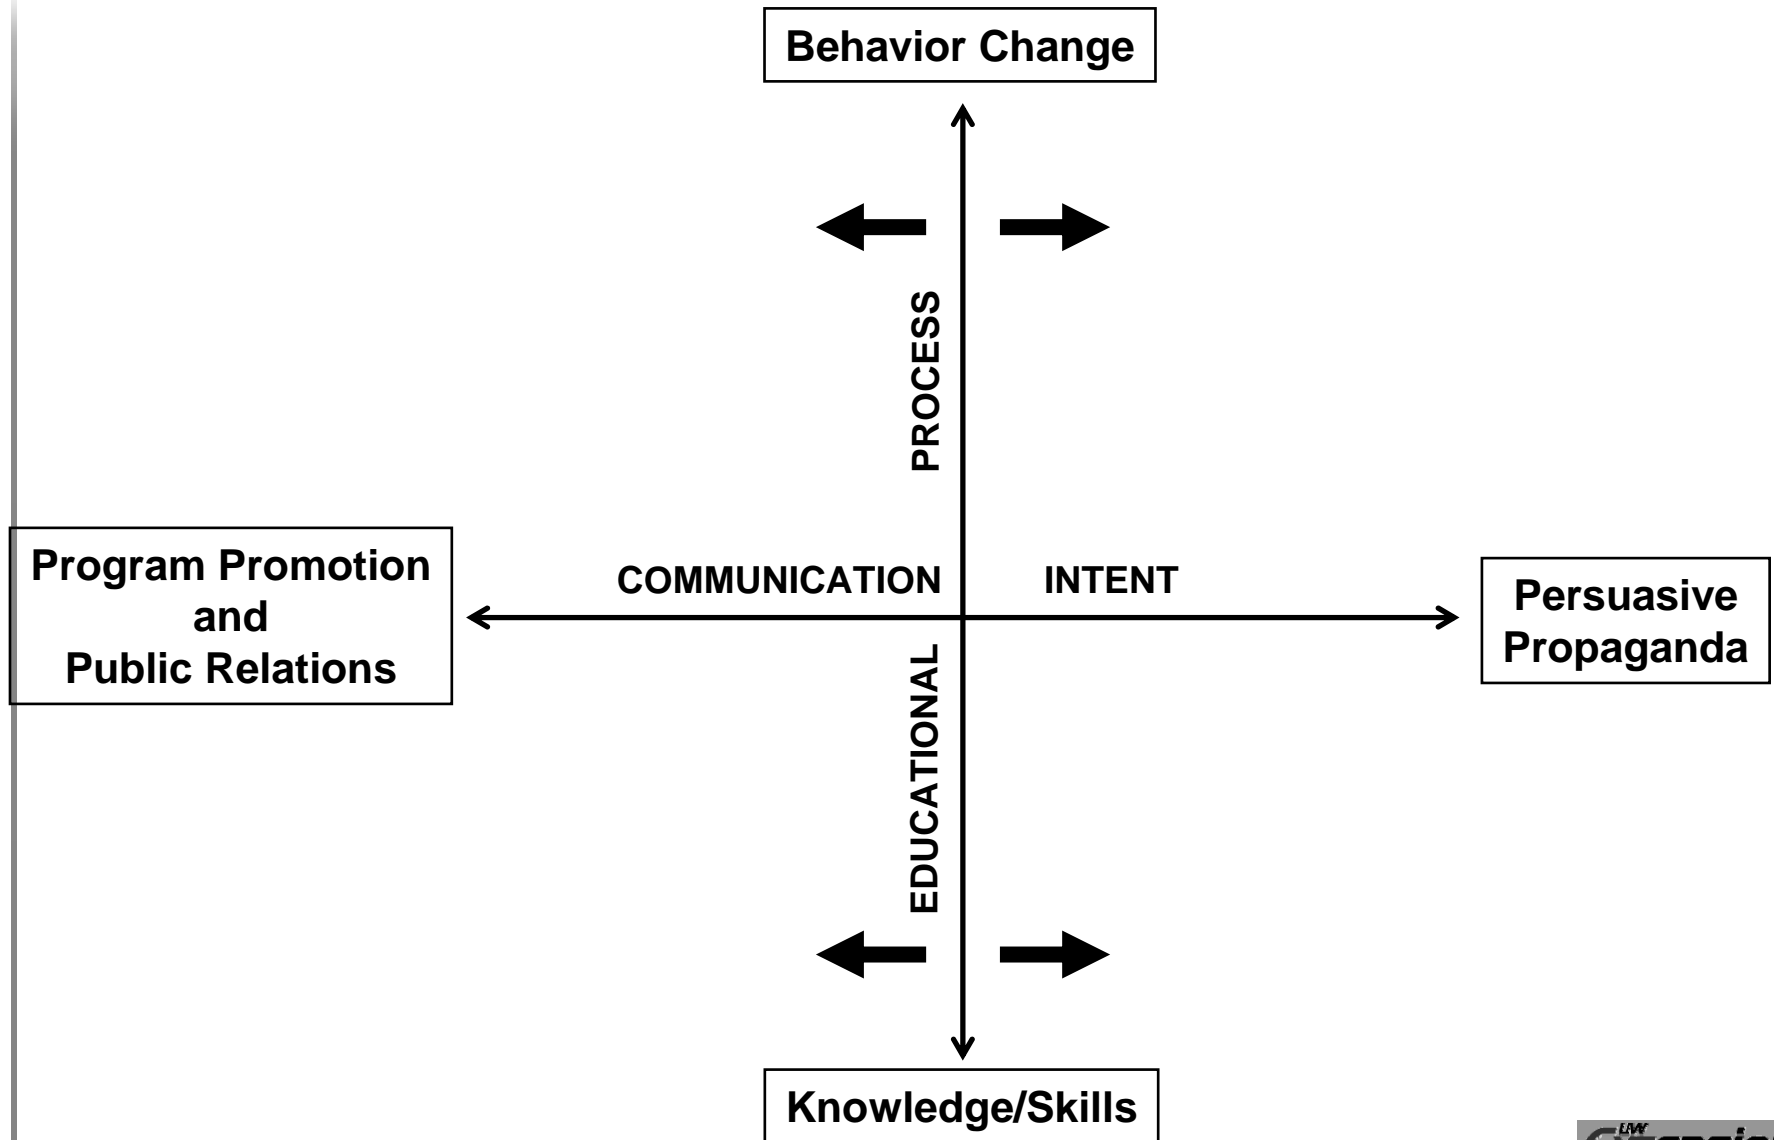 Behavior Change
PROCESS
Program Promotion
and
Public Relations
COMMUNICATION INTENT
Persuasive
Propaganda
EDUCATIONAL
Knowledge/Skills